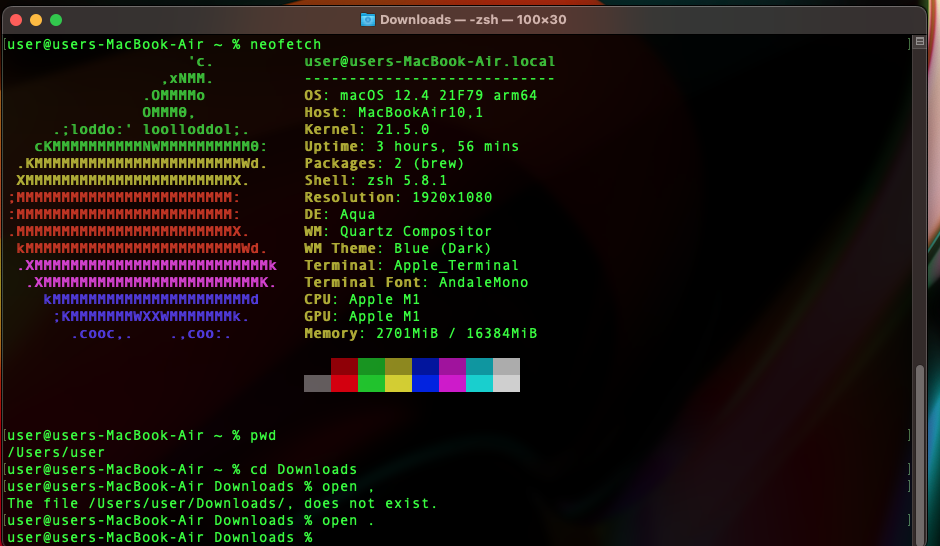 Downloads — -zsh — 100×30
user@users-MacBook-Air ~ % neofetch
'c. user@users-MacBook-Air.local
,xNMM. ----------------------------
.OMMMMo OS: macOS 12.4 21F79 arm64
OMMM0, Host: MacBookAir10,1
.;loddo:' loolloddol;. Kernel: 21.5.0
cKMMMMMMMMMMNWMMMMMMMMMM0: Uptime: 3 hours, 56 mins
.KMMMMMMMMMMMMMMMMMMMMMMMWd. Packages: 2 (brew)
XMMMMMMMMMMMMMMMMMMMMMMMX. Shell: zsh 5.8.1
;MMMMMMMMMMMMMMMMMMMMMMMM: Resolution: 1920x1080
:MMMMMMMMMMMMMMMMMMMMMMMM: DE: Aqua
.MMMMMMMMMMMMMMMMMMMMMMMMX. WM: Quartz Compositor
kMMMMMMMMMMMMMMMMMMMMMMMMWd. WM Theme: Blue (Dark)
.XMMMMMMMMMMMMMMMMMMMMMMMMMMk Terminal: Apple_Terminal
.XMMMMMMMMMMMMMMMMMMMMMMMMK. Terminal Font: AndaleMono
kMMMMMMMMMMMMMMMMMMMMMMd CPU: Apple M1
;KMMMMMMMWXXWMMMMMMMk. GPU: Apple M1
.cooc,. .,coo:. Memory: 2701MiB / 16384MiB
user@users-MacBook-Air ~ % pwd
/Users/user
user@users-MacBook-Air ~ % cd Downloads
user@users-MacBook-Air Downloads % open ,
The file /Users/user/Downloads/, does not exist.
user@users-MacBook-Air Downloads % open .
user@users-MacBook-Air Downloads %